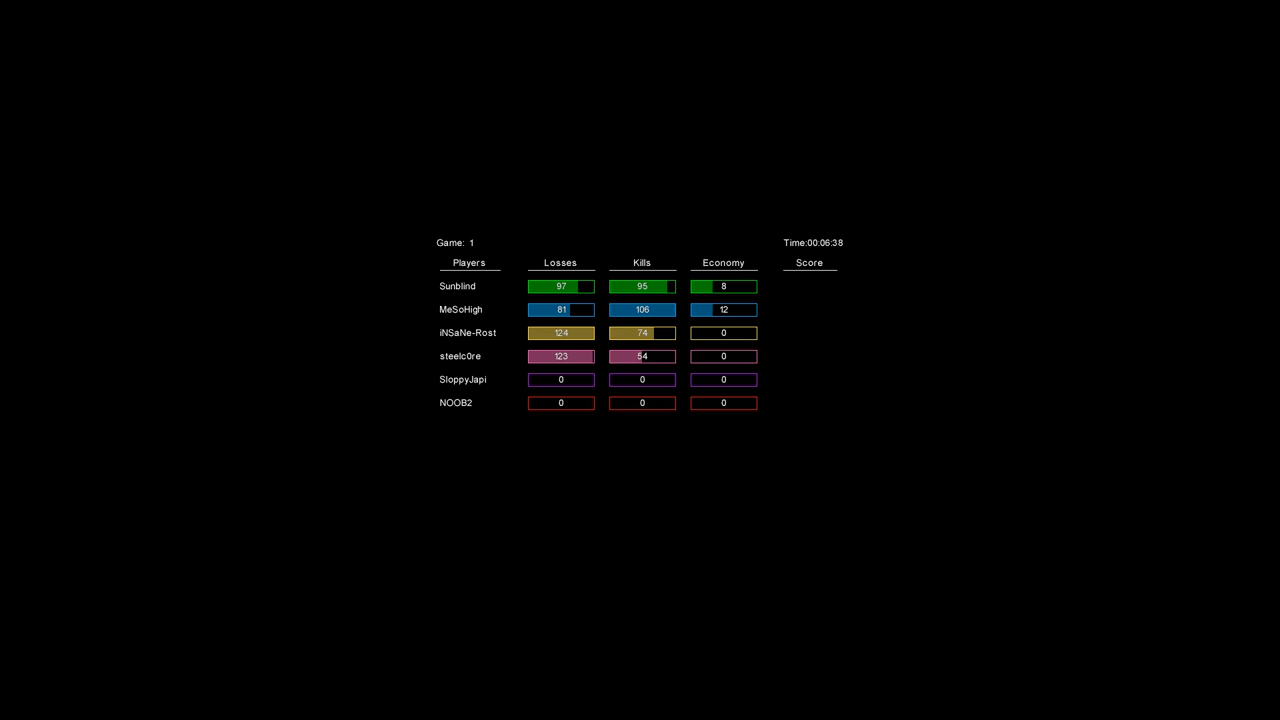 Game: 1 Time:00:06:38
Players Losses Kills Economy Score
Sunblind 97 95 8
MeSoHigh 81 106 12
iNSaNe-Rost 124 74 0
steelc0re 123 54 0
SloppyJapi 0 0 0
NOOB2 0 0 0